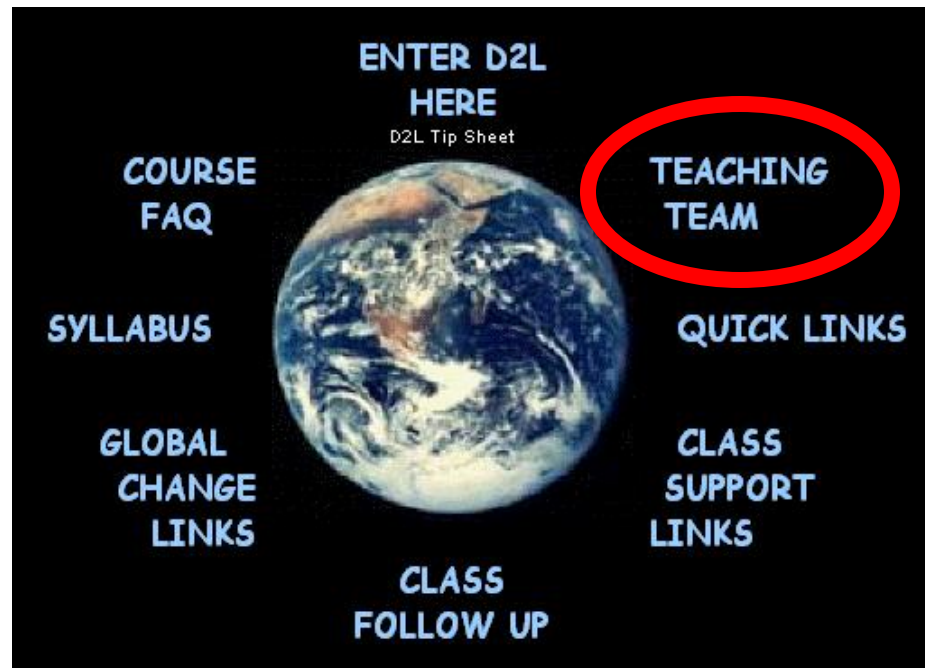 ENTER D2L
HERE
D2L Tip Sheet
COURSE
FAQ
TEACHING
TEAM
SYLLABUS
QUICK LINKS
GLOBAL
CHANGE
LINKS
CLASS
SUPPORT
LINKS
CLASS
FOLLOW UP